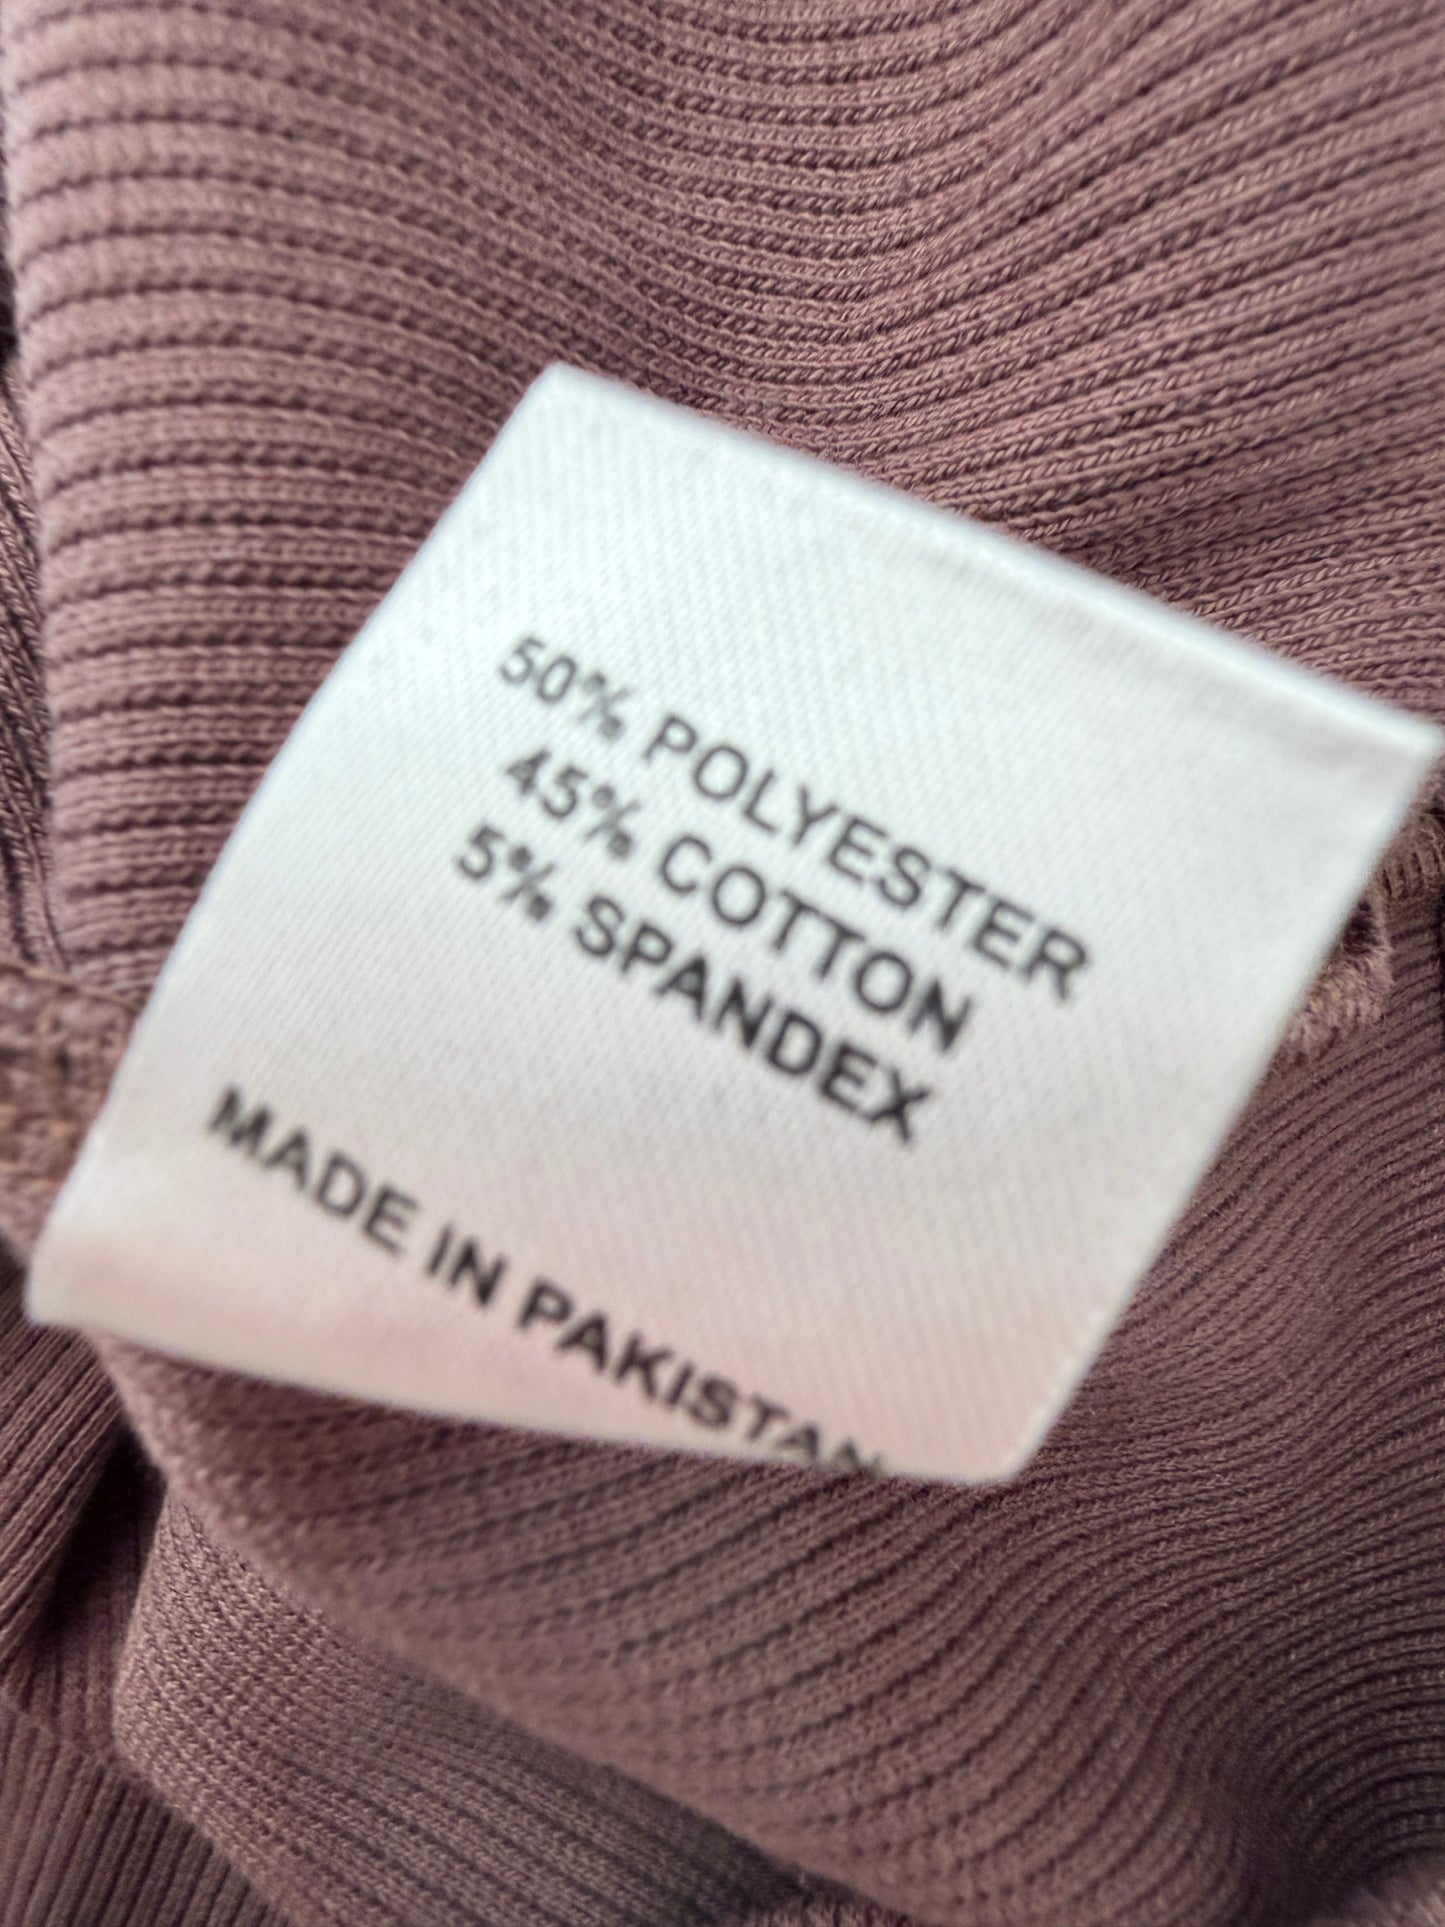 50% POLYESTER
45% COTTON
5% SPANDEX
MADE IN PAKISTAN